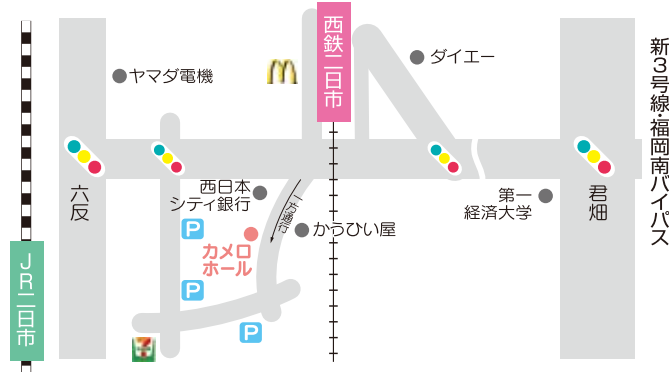 西鉄二日市
ダイエー
ヤマダ電機
新3号線・福岡南バイパス
六反
西日本
シティ銀行
一方通行
第一
経済大学
君畑
P
かうひい屋
カメロ
ホール
JR二日市
P
P
7